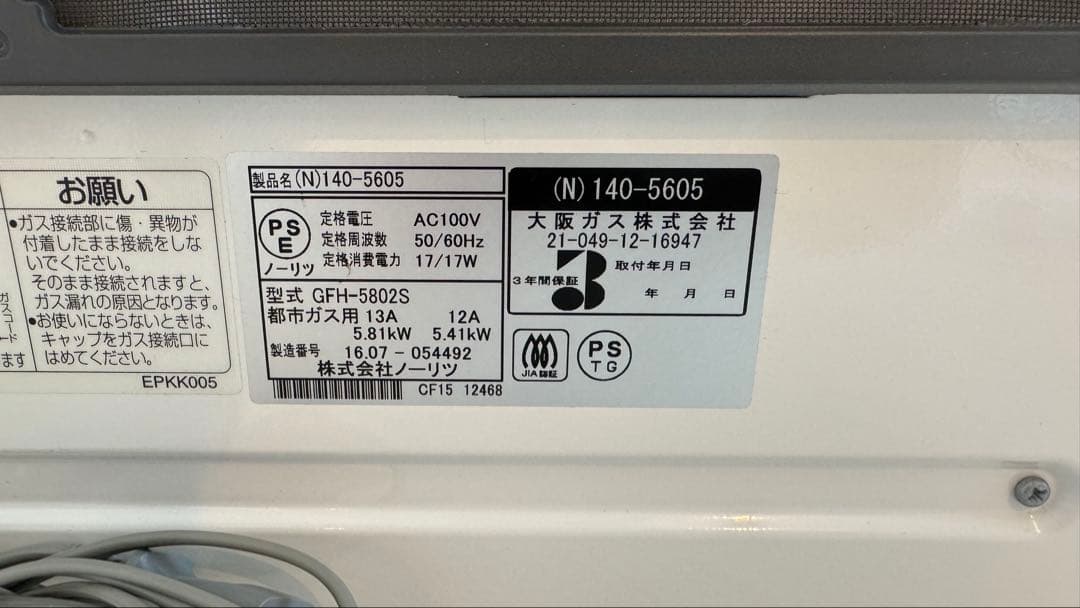 お願い
●ガス接続部に傷・異物が
付着したまま接続をしな
いでください。
そのまま接続されますと、
ガス漏れの原因となります。
●お使いにならないときは、
キャップをガス接続口に
はめてください。
EPKK005
ガスコード
ます
製品名 (N)140-5605
PS
E
ノーリツ
定格電圧 AC100V
定格周波数 50/60Hz
定格消費電力 17/17W
型式 GFH-5802S
都市ガス用 13A 12A
5.81kW 5.41kW
製造番号 16.07-054492
株式会社ノーリツ
CF15 12468
(N)140-5605
大阪ガス株式会社
21-049-12-16947
3年間保証
3
取付年月日
年 月 日
JIA認証
PS
TG